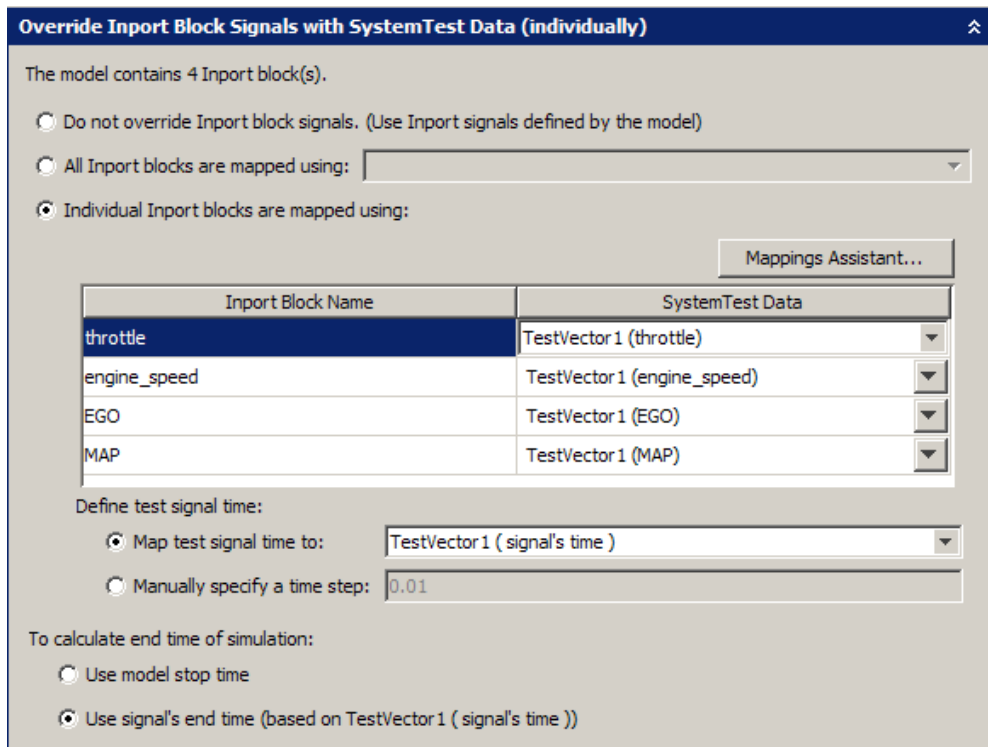 Override Inport Block Signals with SystemTest Data (individually)
The model contains 4 Inport block(s).
Do not override Inport block signals. (Use Inport signals defined by the model)
All Inport blocks are mapped using:
Individual Inport blocks are mapped using:
Mappings Assistant...
Inport Block Name SystemTest Data
throttle TestVector1 (throttle)
engine_speed TestVector1 (engine_speed)
EGO TestVector1 (EGO)
MAP TestVector1 (MAP)
Define test signal time:
Map test signal time to: TestVector1 ( signal's time )
Manually specify a time step: 0.01
To calculate end time of simulation:
Use model stop time
Use signal's end time (based on TestVector1 ( signal's time ))